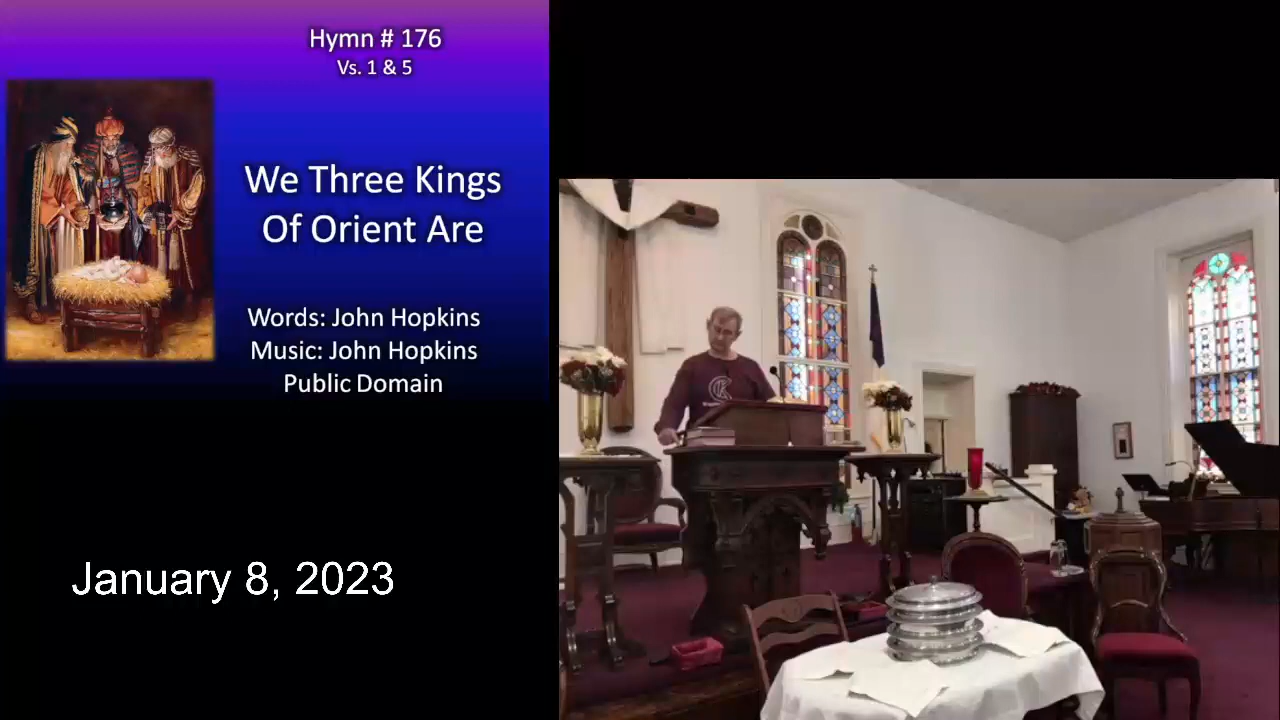 Hymn # 176
Vs. 1 & 5
We Three Kings
Of Orient Are
Words: John Hopkins
Music: John Hopkins
Public Domain
January 8, 2023